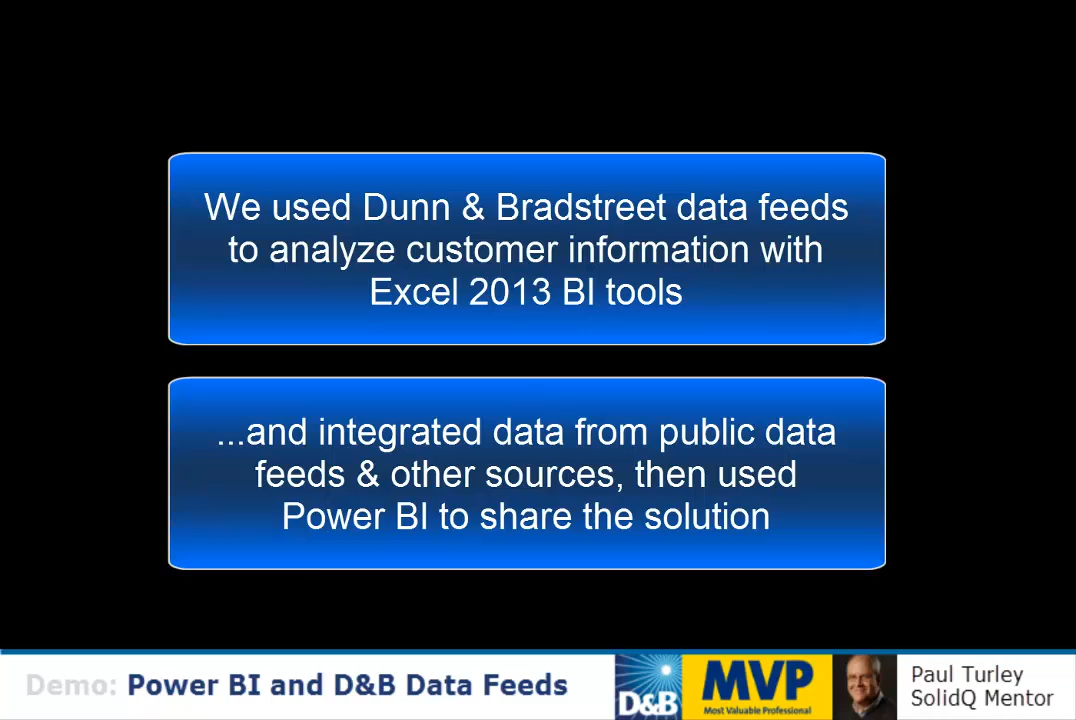 We used Dunn & Bradstreet data feeds
to analyze customer information with
Excel 2013 BI tools
...and integrated data from public data
feeds & other sources, then used
Power BI to share the solution
Demo: Power BI and D&B Data Feeds
D&B
MVP
Most Valuable Professional
Paul Turley
SolidQ Mentor